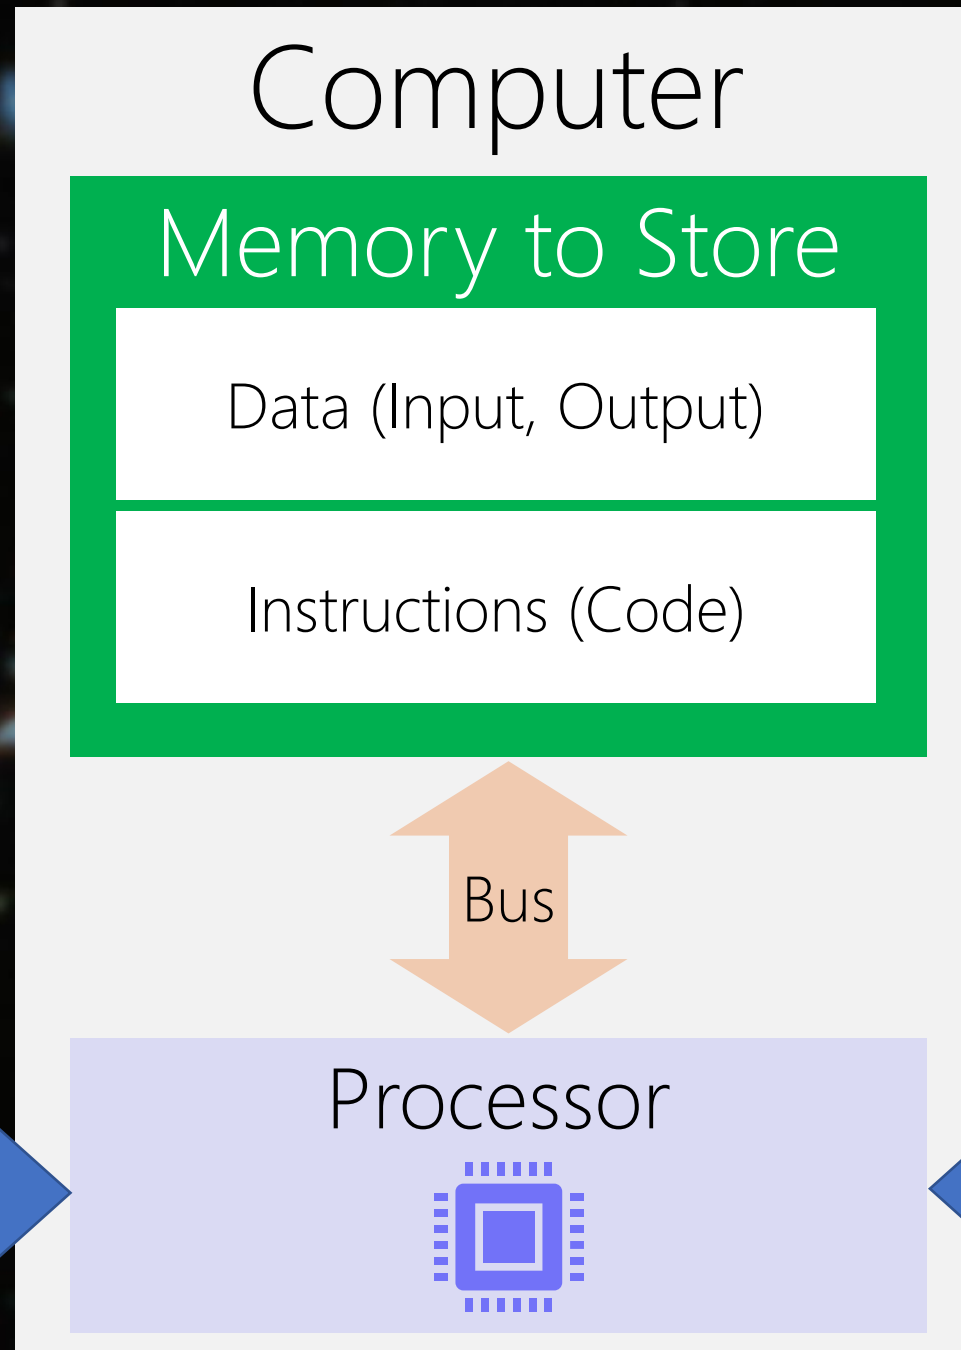 Computer
Memory to Store
Data (Input, Output)
Instructions (Code)
Bus
Processor